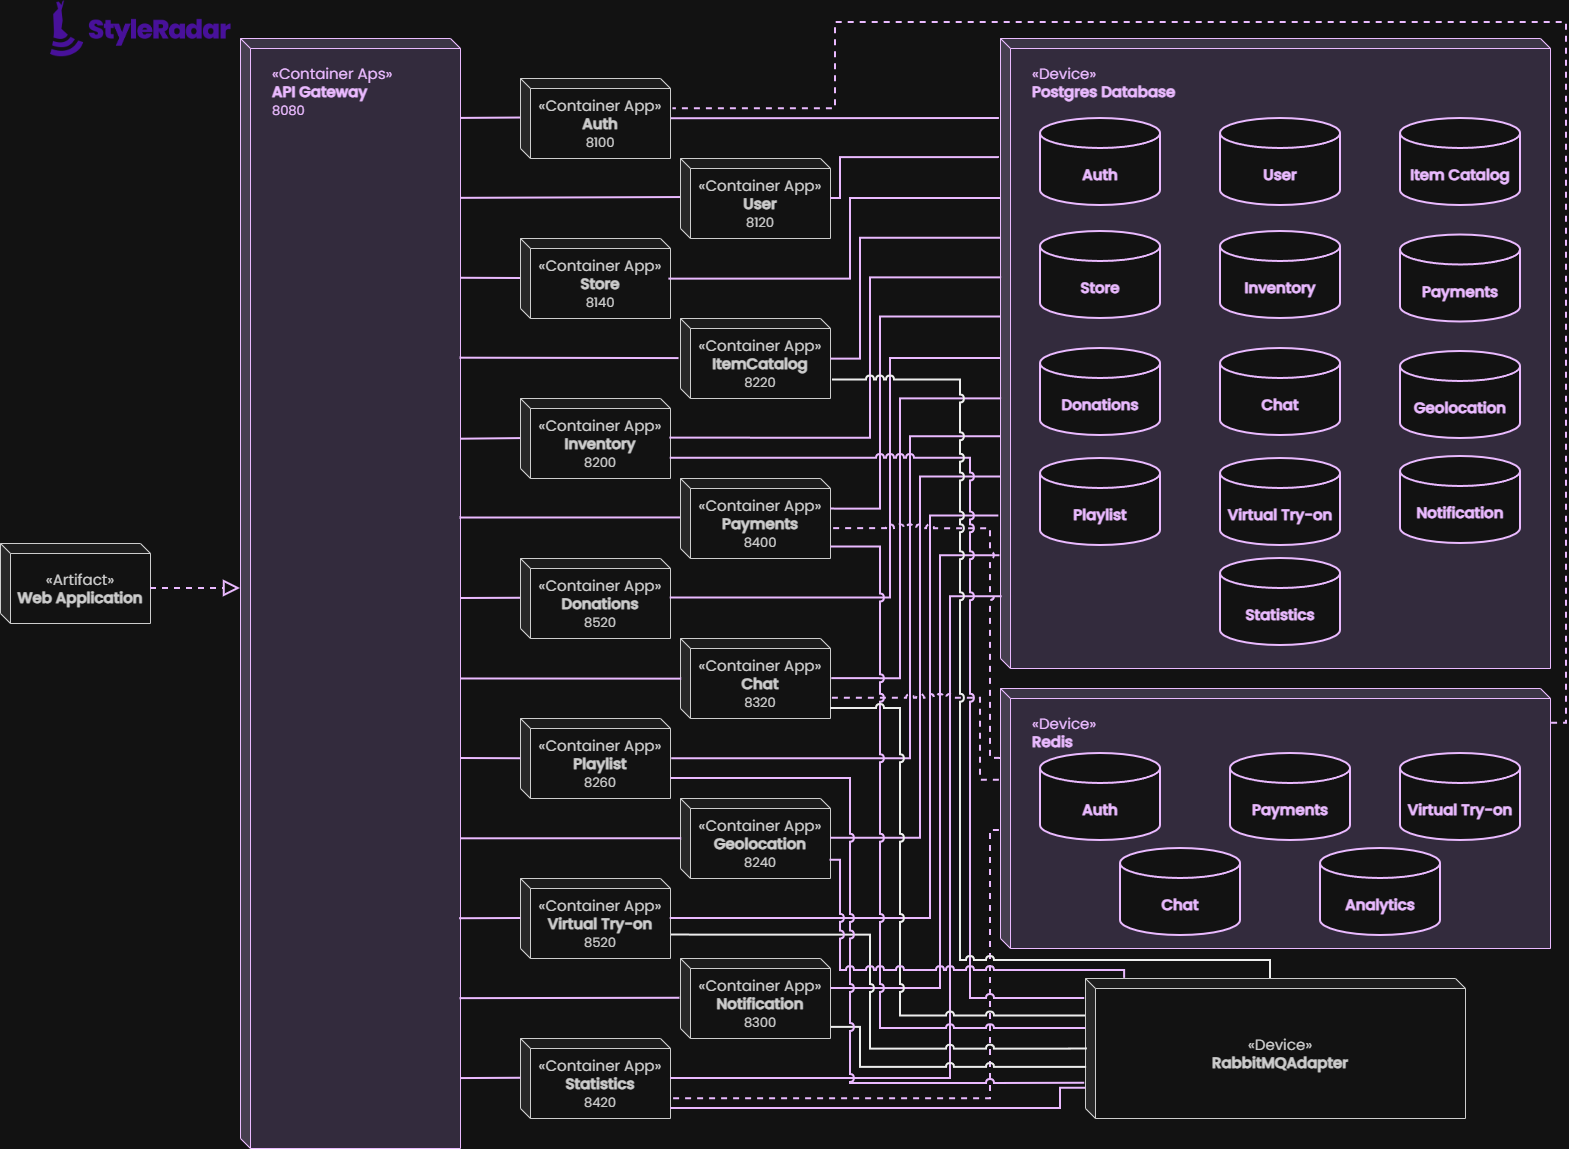 StyleRadar
«Container Aps»
API Gateway
8080
«Artifact»
Web Application
«Container App»
Auth
8100
«Container App»
User
8120
«Container App»
Store
8140
«Container App»
ItemCatalog
8220
«Container App»
Inventory
8200
«Container App»
Payments
8400
«Container App»
Donations
8520
«Container App»
Chat
8320
«Container App»
Playlist
8260
«Container App»
Geolocation
8240
«Container App»
Virtual Try-on
8520
«Container App»
Notification
8300
«Container App»
Statistics
8420
«Device»
Postgres Database
Auth
User
Item Catalog
Store
Inventory
Payments
Donations
Chat
Geolocation
Playlist
Virtual Try-on
Notification
Statistics
«Device»
Redis
Auth
Payments
Virtual Try-on
Chat
Analytics
«Device»
RabbitMQAdapter